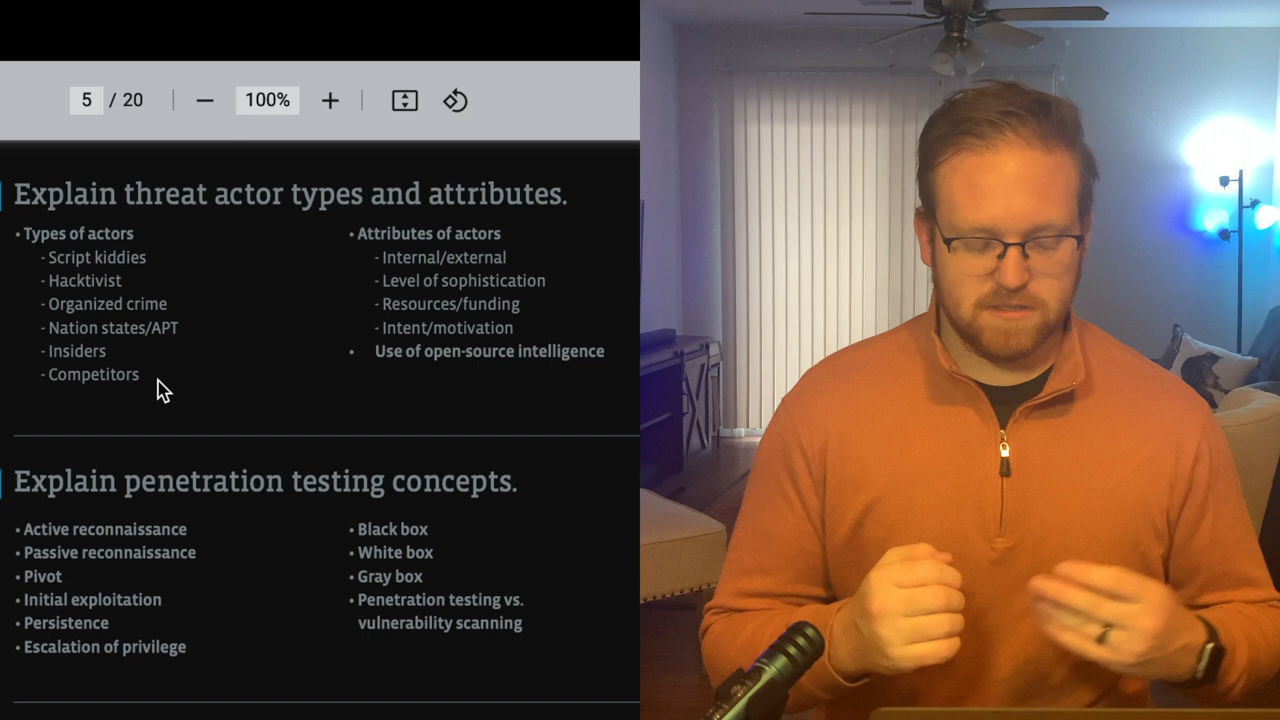 5 / 20
100%
Explain threat actor types and attributes.
• Types of actors
- Script kiddies
- Hacktivist
- Organized crime
- Nation states/APT
- Insiders
- Competitors
• Attributes of actors
- Internal/external
- Level of sophistication
- Resources/funding
- Intent/motivation
• Use of open-source intelligence
Explain penetration testing concepts.
• Active reconnaissance
• Passive reconnaissance
• Pivot
• Initial exploitation
• Persistence
• Escalation of privilege
• Black box
• White box
• Gray box
• Penetration testing vs.
vulnerability scanning